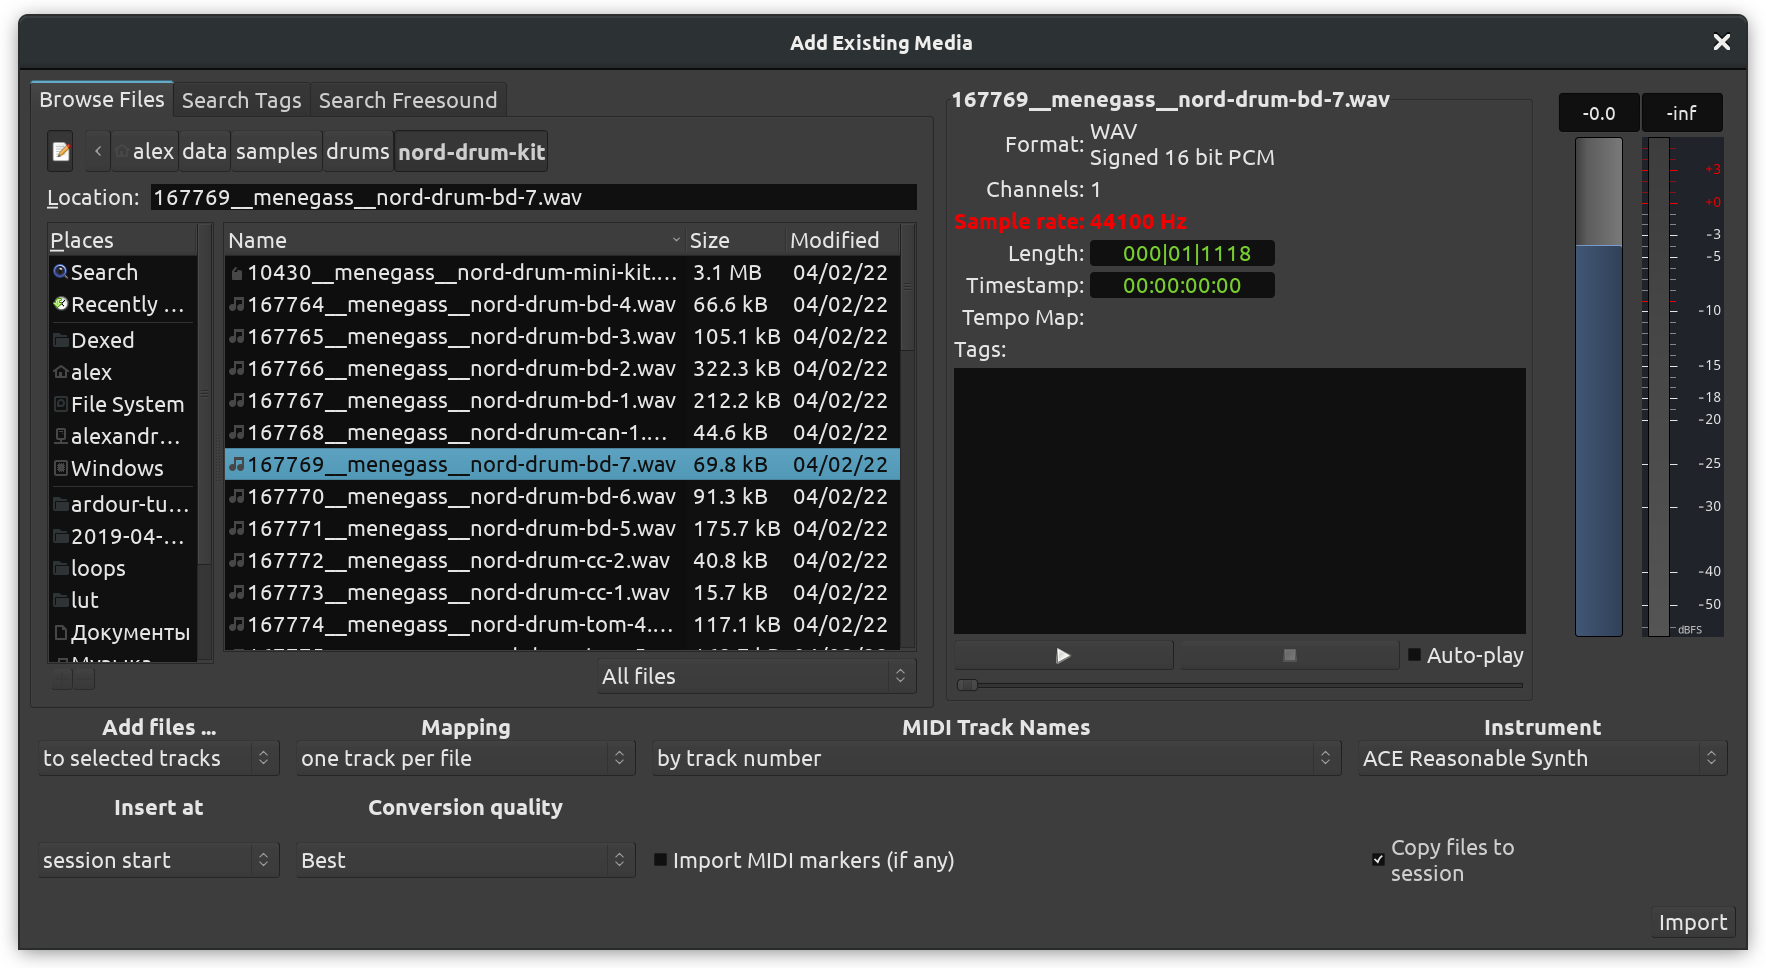 Add Existing Media
Browse Files
Search Tags
Search Freesound
alex
data
samples
drums
nord-drum-kit
Location: 167769__menegass__nord-drum-bd-7.wav
Places
Search
Recently ...
Dexed
alex
File System
alexandr...
Windows
ardour-tu...
2019-04-...
loops
lut
Документы
Name Size Modified
10430__menegass__nord-drum-mini-kit.... 3.1 MB 04/02/22
167764__menegass__nord-drum-bd-4.wav 66.6 kB 04/02/22
167765__menegass__nord-drum-bd-3.wav 105.1 kB 04/02/22
167766__menegass__nord-drum-bd-2.wav 322.3 kB 04/02/22
167767__menegass__nord-drum-bd-1.wav 212.2 kB 04/02/22
167768__menegass__nord-drum-can-1.... 44.6 kB 04/02/22
167769__menegass__nord-drum-bd-7.wav 69.8 kB 04/02/22
167770__menegass__nord-drum-bd-6.wav 91.3 kB 04/02/22
167771__menegass__nord-drum-bd-5.wav 175.7 kB 04/02/22
167772__menegass__nord-drum-cc-2.wav 40.8 kB 04/02/22
167773__menegass__nord-drum-cc-1.wav 15.7 kB 04/02/22
167774__menegass__nord-drum-tom-4.... 117.1 kB 04/02/22
All files
167769__menegass__nord-drum-bd-7.wav
Format: WAV
Signed 16 bit PCM
Channels: 1
Sample rate: 44100 Hz
Length: 000|01|1118
Timestamp: 00:00:00:00
Tempo Map:
Tags:
Auto-play
-0.0
-inf
+3
+0
-3
-5
-10
-15
-18
-20
-25
-30
-40
-50
dBFS
Add files ...
to selected tracks
Mapping
one track per file
MIDI Track Names
by track number
Instrument
ACE Reasonable Synth
Insert at
session start
Conversion quality
Best
Import MIDI markers (if any)
Copy files to
session
Import